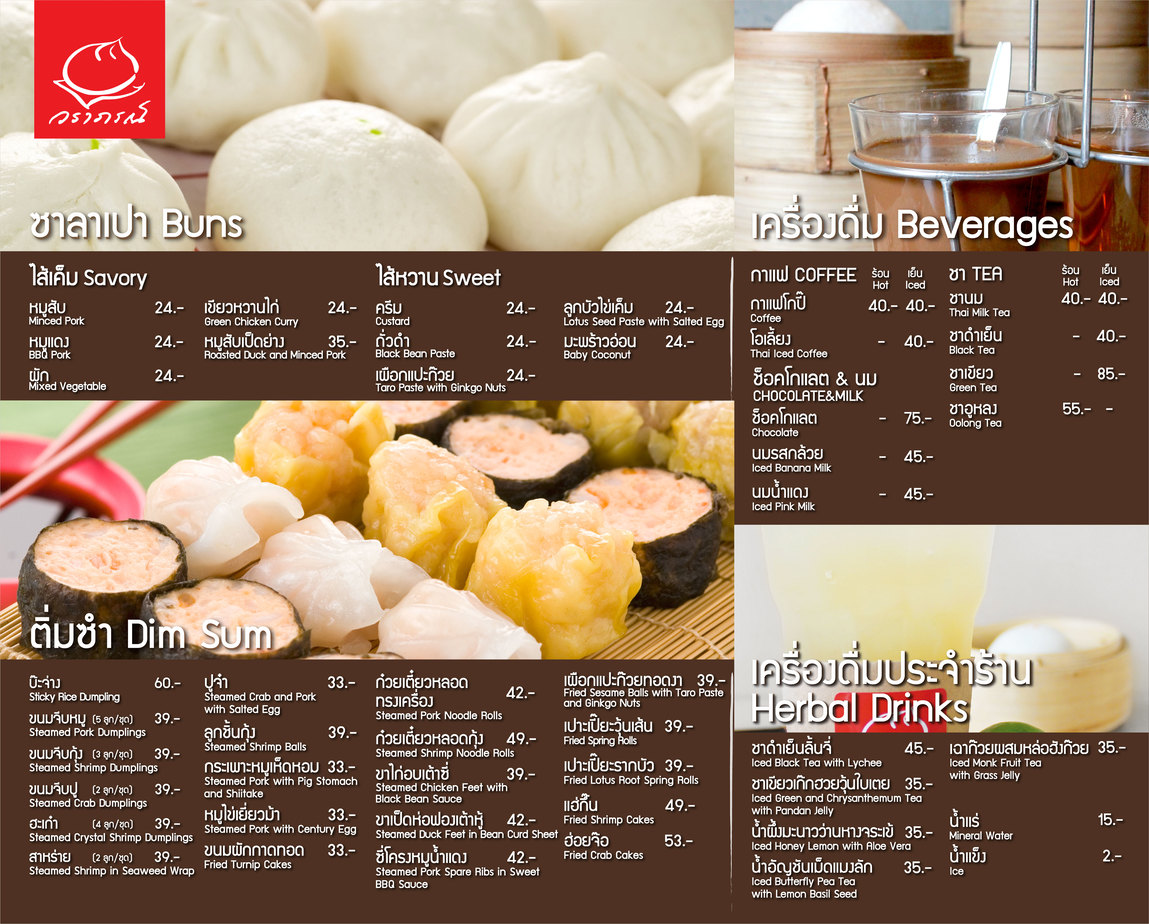 วราภรณ์
ซาลาเปา Buns
ไส้เค็ม Savory
หมูสับ 24.-
Minced Pork
หมูแดง 24.-
BBQ Pork
ผัก 24.-
Mixed Vegetable
เขียวหวานไก่ 24.-
Green Chicken Curry
หมูสับเป็ดย่าง 35.-
Roasted Duck and Minced Pork
ไส้หวาน Sweet
ครีม 24.-
Custard
ถั่วดำ 24.-
Black Bean Paste
เผือกแปะก๊วย 24.-
Taro Paste with Ginkgo Nuts
ลูกบัวไข่เค็ม 24.-
Lotus Seed Paste with Salted Egg
มะพร้าวอ่อน 24.-
Baby Coconut
ติ่มซำ Dim Sum
บ๊ะจ่าง 60.-
Sticky Rice Dumpling
ขนมจีบหมู (5 ลูก/ชุด) 39.-
Steamed Pork Dumplings
ขนมจีบกุ้ง (3 ลูก/ชุด) 39.-
Steamed Shrimp Dumplings
ขนมจีบปู (2 ลูก/ชุด) 39.-
Steamed Crab Dumplings
ฮะเก๋า (4 ลูก/ชุด) 39.-
Steamed Crystal Shrimp Dumplings
สาหร่าย (2 ลูก/ชุด) 39.-
Steamed Shrimp in Seaweed Wrap
ปูจ๋า 33.-
Steamed Crab and Pork
with Salted Egg
ลูกชิ้นกุ้ง 39.-
Steamed Shrimp Balls
กระเพาะหมูเห็ดหอม 33.-
Steamed Pork with Pig Stomach
and Shiitake
หมูไข่เยี่ยวม้า 33.-
Steamed Pork with Century Egg
ขนมผักกาดทอด 33.-
Fried Turnip Cakes
ก๋วยเตี๋ยวหลอด
ทรงเครื่อง 42.-
Steamed Pork Noodle Rolls
ก๋วยเตี๋ยวหลอดกุ้ง 49.-
Steamed Shrimp Noodle Rolls
ขาไก่อบเต้าซี่ 39.-
Steamed Chicken Feet with
Black Bean Sauce
ขาเป็ดห่อฟองเต้าหู้ 42.-
Steamed Duck Feet in Bean Curd Sheet
ซี่โครงหมูน้ำแดง 42.-
Steamed Pork Spare Ribs in Sweet
BBQ Sauce
เผือกแปะก๊วยทอดงา 39.-
Fried Sesame Balls with Taro Paste
and Ginkgo Nuts
เปาะเปี๊ยะวุ้นเส้น 39.-
Fried Spring Rolls
เปาะเปี๊ยะรากบัว 39.-
Fried Lotus Root Spring Rolls
แฮ่กึ๊น 49.-
Fried Shrimp Cakes
ฮ่อยจ๊อ 53.-
Fried Crab Cakes
เครื่องดื่ม Beverages
กาแฟ COFFEE ร้อน เย็น
Hot Iced
กาแฟโกปี๊ 40.- 40.-
Coffee
โอเลี้ยง - 40.-
Thai Iced Coffee
ช็อคโกแลต & นม
CHOCOLATE&MILK
ช็อคโกแลต - 75.-
Chocolate
นมรสกล้วย - 45.-
Iced Banana Milk
นมน้ำแดง - 45.-
Iced Pink Milk
ชา TEA ร้อน เย็น
Hot Iced
ชานม 40.- 40.-
Thai Milk Tea
ชาดำเย็น - 40.-
Black Tea
ชาเขียว - 85.-
Green Tea
ชาอูหลง 55.- -
Oolong Tea
เครื่องดื่มประจำร้าน
Herbal Drinks
ชาดำเย็นลิ้นจี่ 45.-
Iced Black Tea with Lychee
ชาเขียวเก๊กฮวยวุ้นใบเตย 35.-
Iced Green and Chrysanthemum Tea
with Pandan Jelly
น้ำผึ้งมะนาวว่านหางจระเข้ 35.-
Iced Honey Lemon with Aloe Vera
น้ำอัญชันเม็ดแมงลัก 35.-
Iced Butterfly Pea Tea
with Lemon Basil Seed
เฉาก๊วยผสมหล่อฮังก๊วย 35.-
Iced Monk Fruit Tea
with Grass Jelly
น้ำแร่ 15.-
Mineral Water
น้ำแข็ง 2.-
Ice